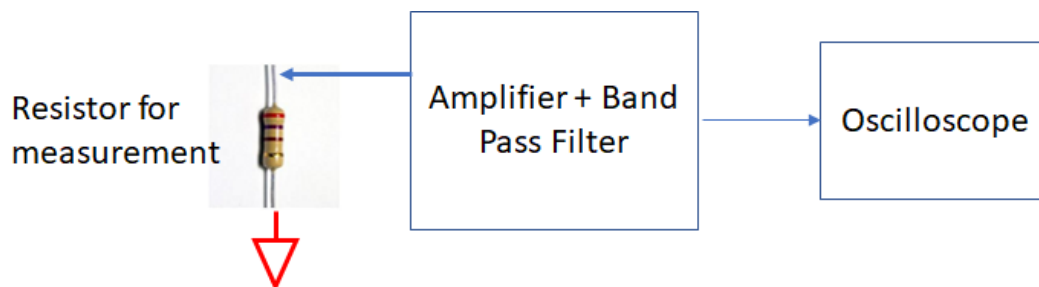 Resistor for
measurement
Amplifier + Band
Pass Filter
Oscilloscope